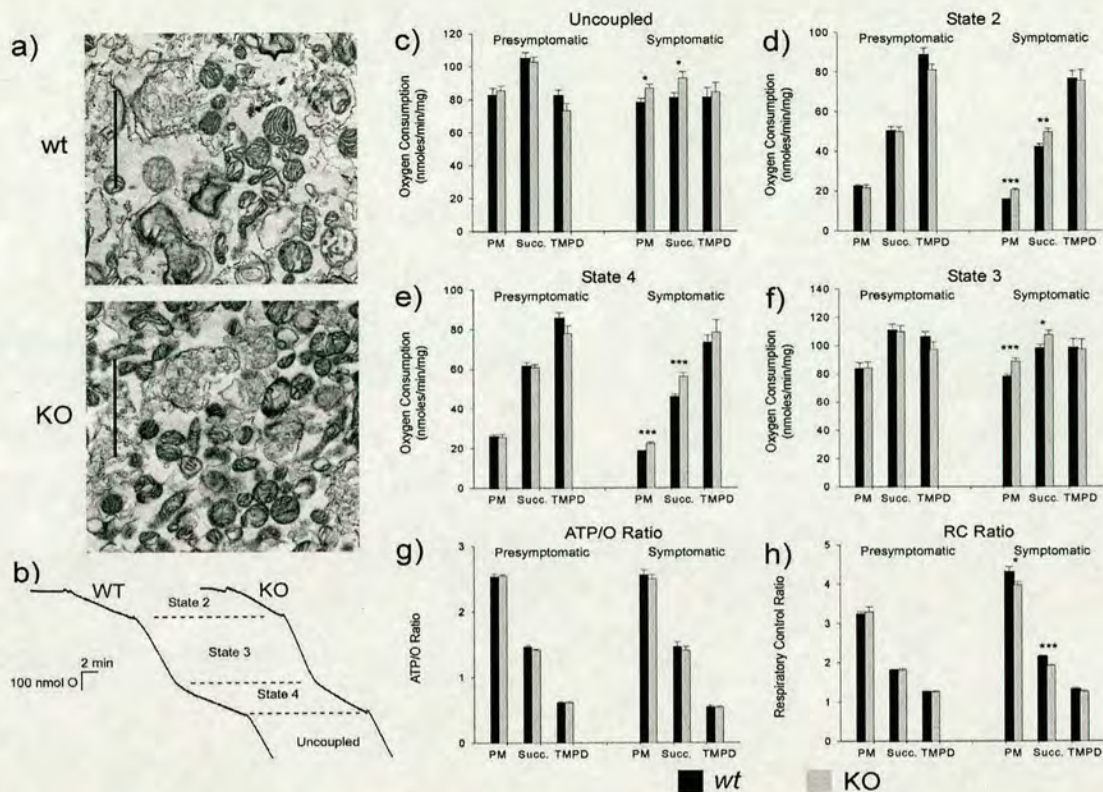 a)
wt
KO
b)
WT
KO
State 2
State 3
State 4
Uncoupled
2 min
100 nmol O
c)
Uncoupled
Presymptomatic
Symptomatic
Oxygen Consumption
(nmoles/min/mg)
120
100
80
60
40
20
0
*
*
PM Succ. TMPD
PM Succ. TMPD
d)
State 2
Presymptomatic
Symptomatic
Oxygen Consumption
(nmoles/min/mg)
100
80
60
40
20
0
***
**
PM Succ. TMPD
PM Succ. TMPD
e)
State 4
Presymptomatic
Symptomatic
Oxygen Consumption
(nmoles/min/mg)
100
80
60
40
20
0
***
***
PM Succ. TMPD
PM Succ. TMPD
f)
State 3
Presymptomatic
Symptomatic
Oxygen Consumption
(nmoles/min/mg)
140
120
100
80
60
40
20
0
***
*
PM Succ. TMPD
PM Succ. TMPD
g)
ATP/O Ratio
Presymptomatic
Symptomatic
ATP/O Ratio
3
2
1
0
PM Succ. TMPD
PM Succ. TMPD
h)
RC Ratio
Presymptomatic
Symptomatic
Respiratory Control Ratio
5
4
3
2
1
0
*
***
PM Succ. TMPD
PM Succ. TMPD
wt
KO